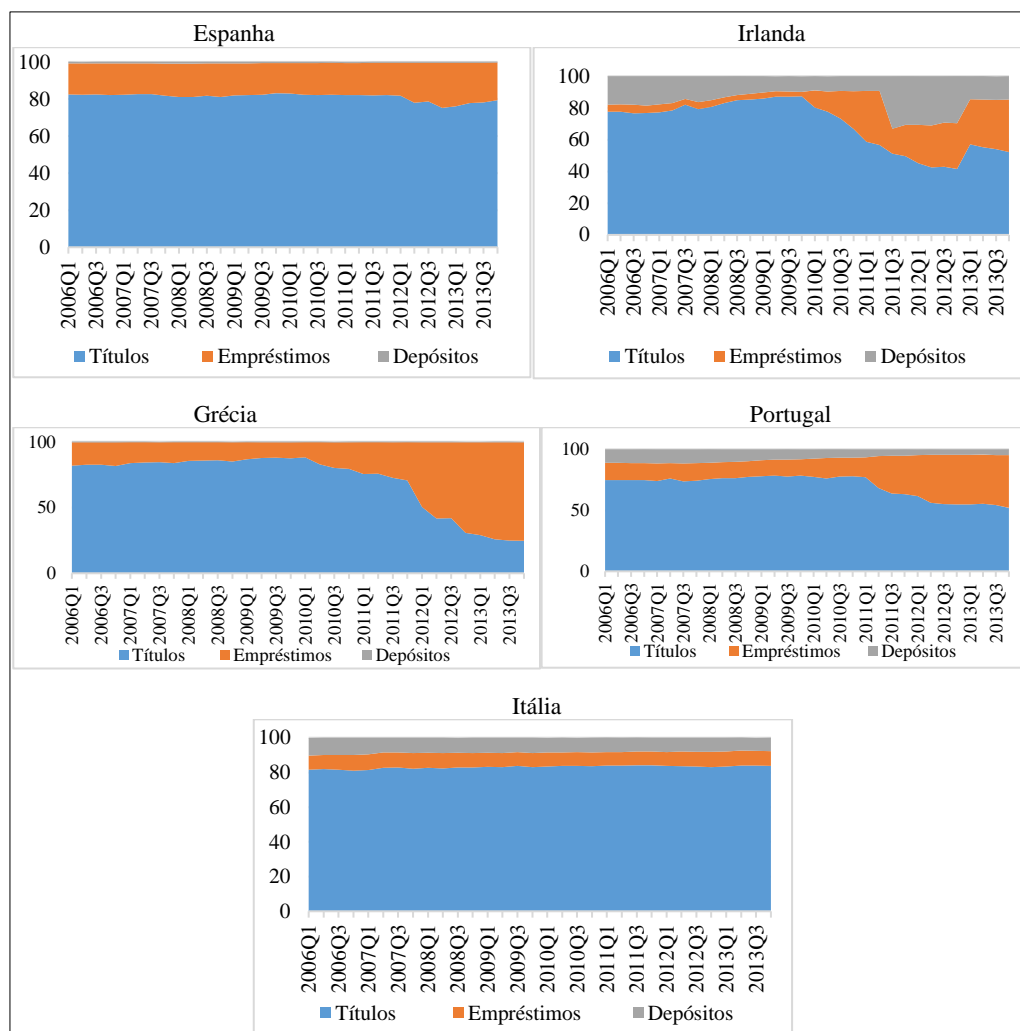 Espanha
100
80
60
40
20
0
2006Q1
2006Q3
2007Q1
2007Q3
2008Q1
2008Q3
2009Q1
2009Q3
2010Q1
2010Q3
2011Q1
2011Q3
2012Q1
2012Q3
2013Q1
2013Q3
Títulos Empréstimos Depósitos
Irlanda
100
80
60
40
20
0
2006Q1
2006Q3
2007Q1
2007Q3
2008Q1
2008Q3
2009Q1
2009Q3
2010Q1
2010Q3
2011Q1
2011Q3
2012Q1
2012Q3
2013Q1
2013Q3
Títulos Empréstimos Depósitos
Grécia
100
50
0
2006Q1
2006Q3
2007Q1
2007Q3
2008Q1
2008Q3
2009Q1
2009Q3
2010Q1
2010Q3
2011Q1
2011Q3
2012Q1
2012Q3
2013Q1
2013Q3
Títulos Empréstimos Depósitos
Portugal
100
50
0
2006Q1
2006Q3
2007Q1
2007Q3
2008Q1
2008Q3
2009Q1
2009Q3
2010Q1
2010Q3
2011Q1
2011Q3
2012Q1
2012Q3
2013Q1
2013Q3
Títulos Empréstimos Depósitos
Itália
100
80
60
40
20
0
2006Q1
2006Q3
2007Q1
2007Q3
2008Q1
2008Q3
2009Q1
2009Q3
2010Q1
2010Q3
2011Q1
2011Q3
2012Q1
2012Q3
2013Q1
2013Q3
Títulos Empréstimos Depósitos